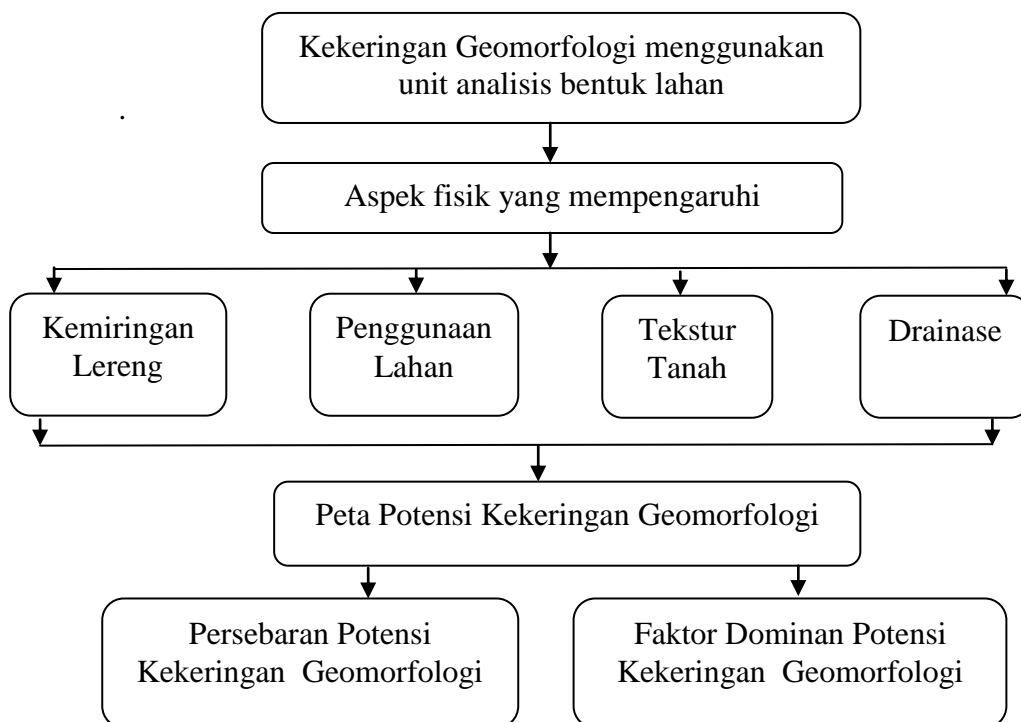 Kekeringan Geomorfologi menggunakan
unit analisis bentuk lahan
.
Aspek fisik yang mempengaruhi
Kemiringan
Lereng
Penggunaan
Lahan
Tekstur
Tanah
Drainase
Peta Potensi Kekeringan Geomorfologi
Persebaran Potensi
Kekeringan  Geomorfologi
Faktor Dominan Potensi
Kekeringan  Geomorfologi